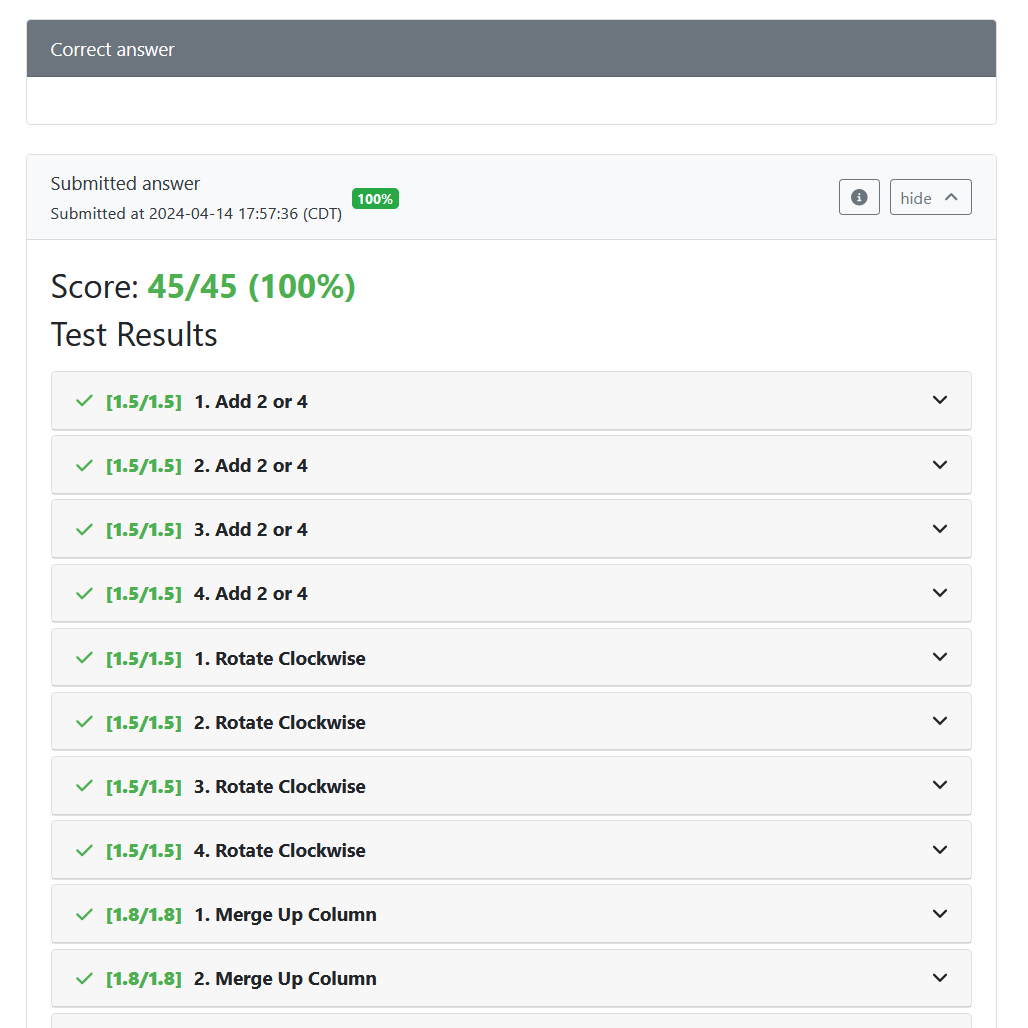 Correct answer
Submitted answer
Submitted at 2024-04-14 17:57:36 (CDT)
100%
hide
Score: 45/45 (100%)
Test Results
[1.5/1.5] 1. Add 2 or 4
[1.5/1.5] 2. Add 2 or 4
[1.5/1.5] 3. Add 2 or 4
[1.5/1.5] 4. Add 2 or 4
[1.5/1.5] 1. Rotate Clockwise
[1.5/1.5] 2. Rotate Clockwise
[1.5/1.5] 3. Rotate Clockwise
[1.5/1.5] 4. Rotate Clockwise
[1.8/1.8] 1. Merge Up Column
[1.8/1.8] 2. Merge Up Column